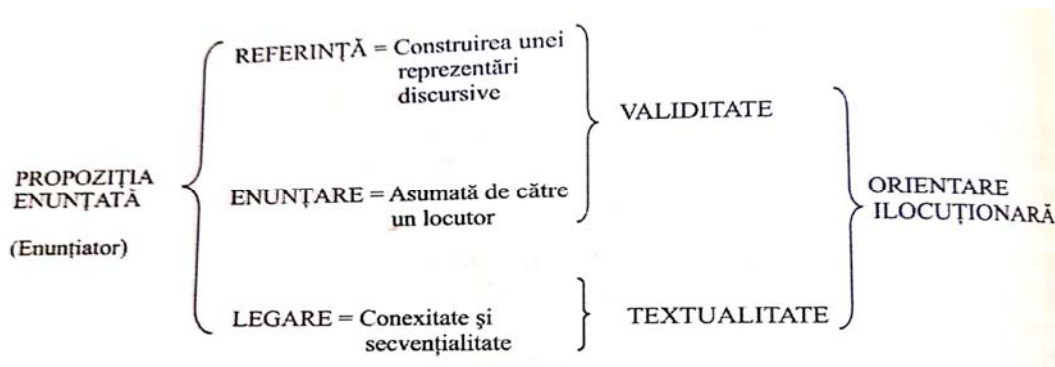 REFERINȚĂ = Construirea unei
reprezentări
discursive
VALIDITATE
PROPOZIȚIA
ENUNȚATĂ
(Enunțiator)
ENUNȚARE = Asumată de către
un locutor
ORIENTARE
ILOCUȚIONARĂ
LEGARE = Conexitate şi
secvențialitate
TEXTUALITATE